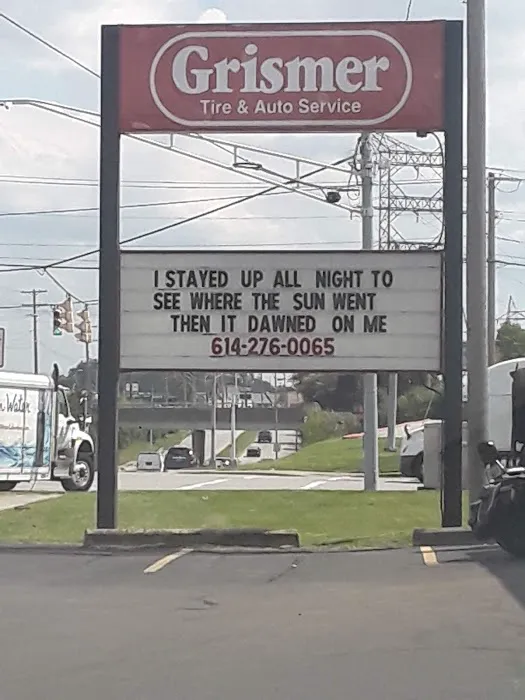 Grismer
Tire & Auto Service
I STAYED UP ALL NIGHT TO
SEE WHERE THE SUN WENT
THEN IT DAWNED ON ME
614-276-0065
Water